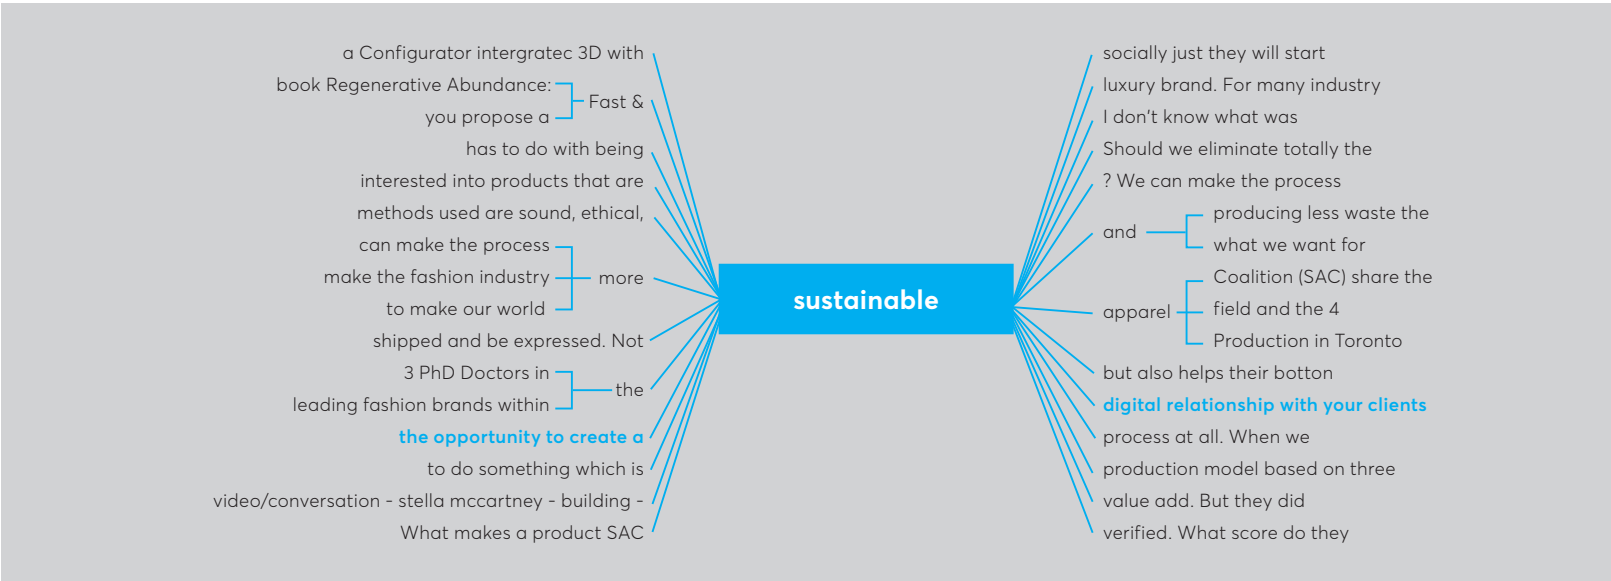 a Configurator intergratec 3D with
book Regenerative Abundance:
you propose a
Fast &
has to do with being
interested into products that are
methods used are sound, ethical,
can make the process
make the fashion industry
to make our world
more
shipped and be expressed. Not
3 PhD Doctors in
leading fashion brands within
the
the opportunity to create a
to do something which is
video/conversation - stella mccartney - building -
What makes a product SAC
sustainable
socially just they will start
luxury brand. For many industry
I don't know what was
Should we eliminate totally the
? We can make the process
and
producing less waste the
what we want for
apparel
Coalition (SAC) share the
field and the 4
Production in Toronto
but also helps their botton
digital relationship with your clients
process at all. When we
production model based on three
value add. But they did
verified. What score do they